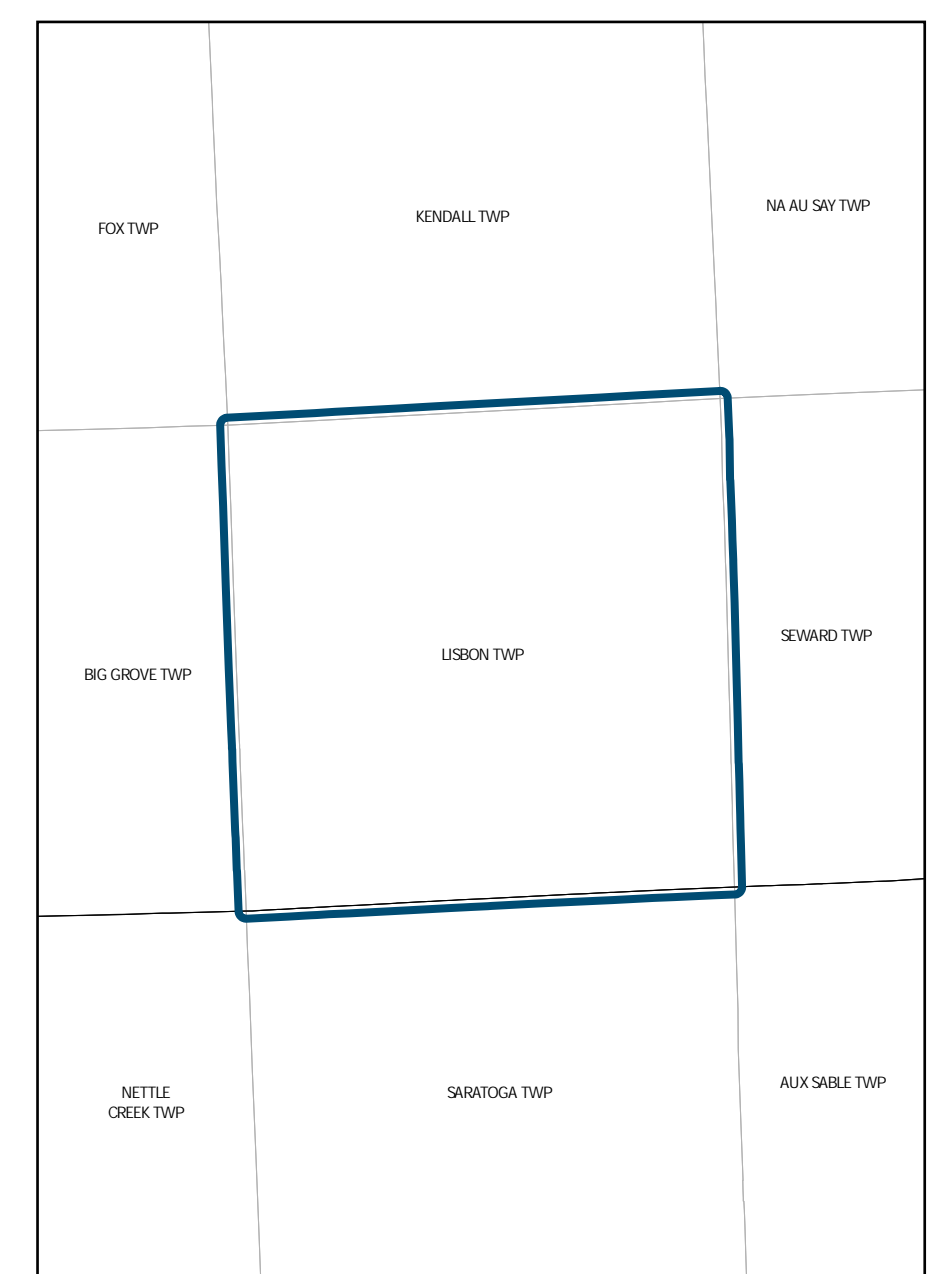 FOX TWP
KENDALL TWP
NA AU SAY TWP
BIG GROVE TWP
LISBON TWP
SEWARD TWP
NETTLE
CREEK TWP
SARATOGA TWP
AUX SABLE TWP